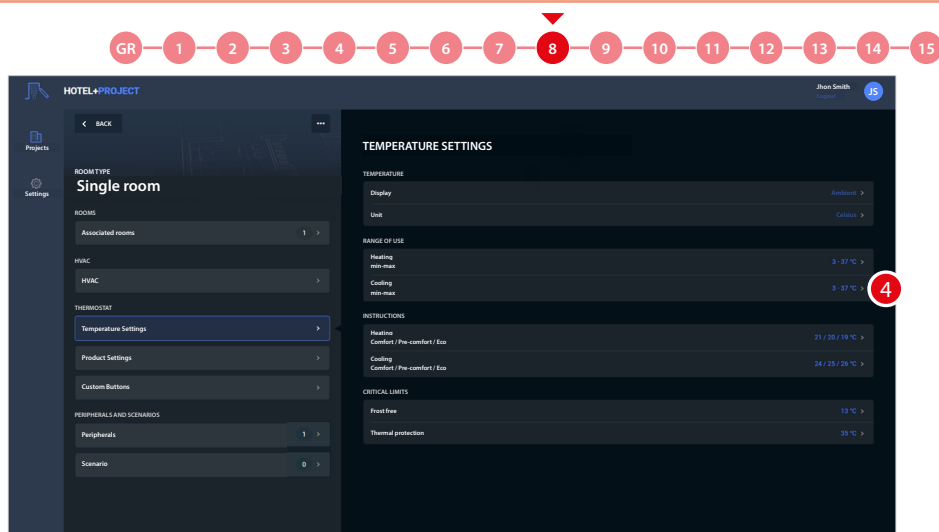 GR 1 2 3 4 5 6 7 8 9 10 11 12 13 14 15
HOTEL+PROJECT
Jhon Smith
Logout
JS
Projects
Settings
BACK
ROOM TYPE
Single room
ROOMS
Associated rooms 1
HVAC
HVAC
THERMOSTAT
Temperature Settings
Product Settings
Custom Buttons
PERIPHERALS AND SCENARIOS
Peripherals 1
Scenario 0
TEMPERATURE SETTINGS
TEMPERATURE
Display Ambient
Unit Celsius
RANGE OF USE
Heating
min-max
3 - 37 °C
Cooling
min-max
3 - 37 °C
4
INSTRUCTIONS
Heating
Comfort / Pre-comfort / Eco
21 / 20 / 19 °C
Cooling
Comfort / Pre-comfort / Eco
24 / 25 / 26 °C
CRITICAL LIMITS
Frost free 13 °C
Thermal protection 35 °C